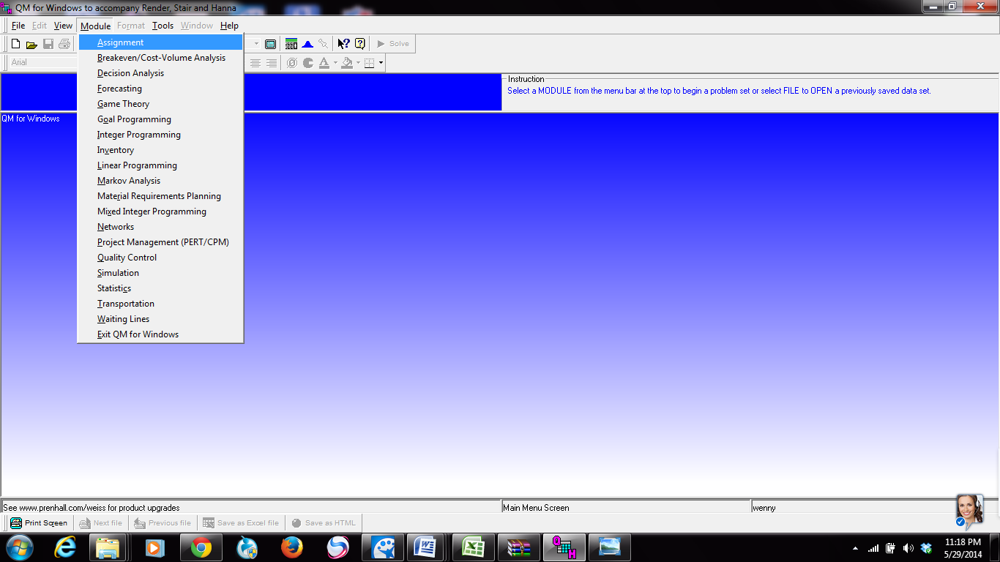 QM for Windows to accompany Render, Stair and Hanna
File Edit View Module Format Tools Window Help
Solve
Arial
Assignment
Breakeven/Cost-Volume Analysis
Decision Analysis
Forecasting
Game Theory
Goal Programming
Integer Programming
Inventory
Linear Programming
Markov Analysis
Material Requirements Planning
Mixed Integer Programming
Networks
Project Management (PERT/CPM)
Quality Control
Simulation
Statistics
Transportation
Waiting Lines
Exit QM for Windows
Instruction
Select a MODULE from the menu bar at the top to begin a problem set or select FILE to OPEN a previously saved data set.
QM for Windows
See www.prenhall.com/weiss for product upgrades
Main Menu Screen
wenny
Print Screen Next file Previous file Save as Excel file Save as HTML
11:18 PM
5/29/2014